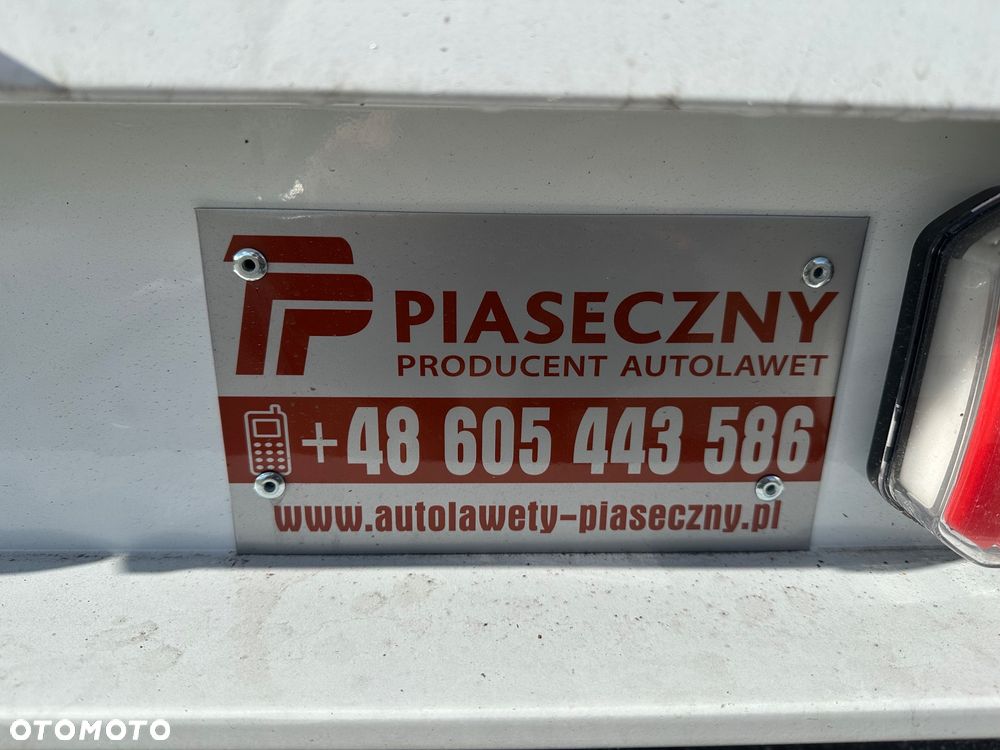 PIASECZNY
PRODUCENT AUTOLAWET
+48 605 443 586
www.autolawety-piaseczny.pl
OTOMOTO